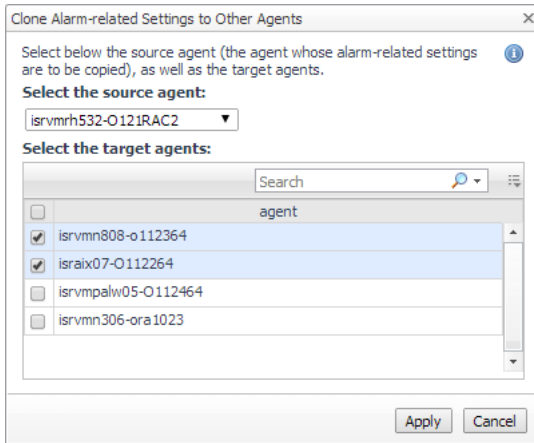 Clone Alarm-related Settings to Other Agents
Select below the source agent (the agent whose alarm-related settings
are to be copied), as well as the target agents.
Select the source agent:
isrvmrh532-O121RAC2
Select the target agents:
Search
agent
isrvmn808-o112364
israix07-O112264
isrvmpalw05-O112464
isrvmn306-ora1023
Apply Cancel